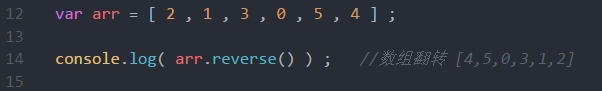 12 var arr = [ 2 , 1 , 3 , 0 , 5 , 4 ] ;
13
14 console.log( arr.reverse() ) ; //数组翻转 [4,5,0,3,1,2]
15